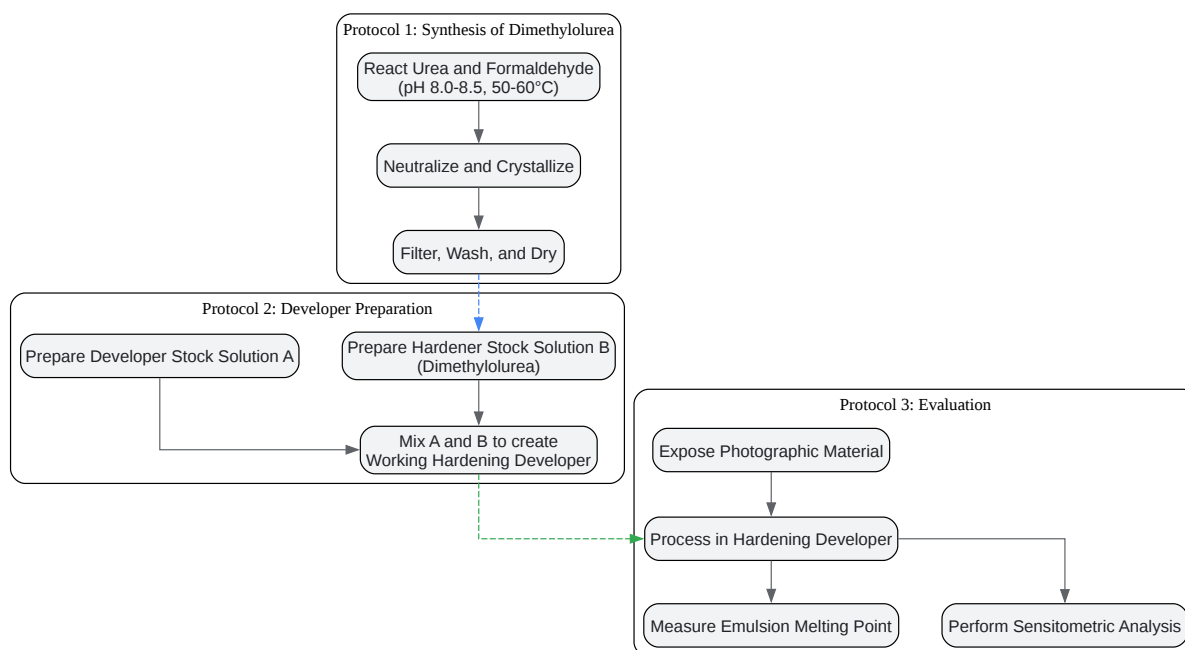 Protocol 1: Synthesis of Dimethylolurea
React Urea and Formaldehyde
(pH 8.0-8.5, 50-60°C)
Neutralize and Crystallize
Filter, Wash, and Dry
Protocol 2: Developer Preparation
Prepare Developer Stock Solution A
Prepare Hardener Stock Solution B
(Dimethylolurea)
Mix A and B to create
Working Hardening Developer
Protocol 3: Evaluation
Expose Photographic Material
Process in Hardening Developer
Measure Emulsion Melting Point
Perform Sensitometric Analysis